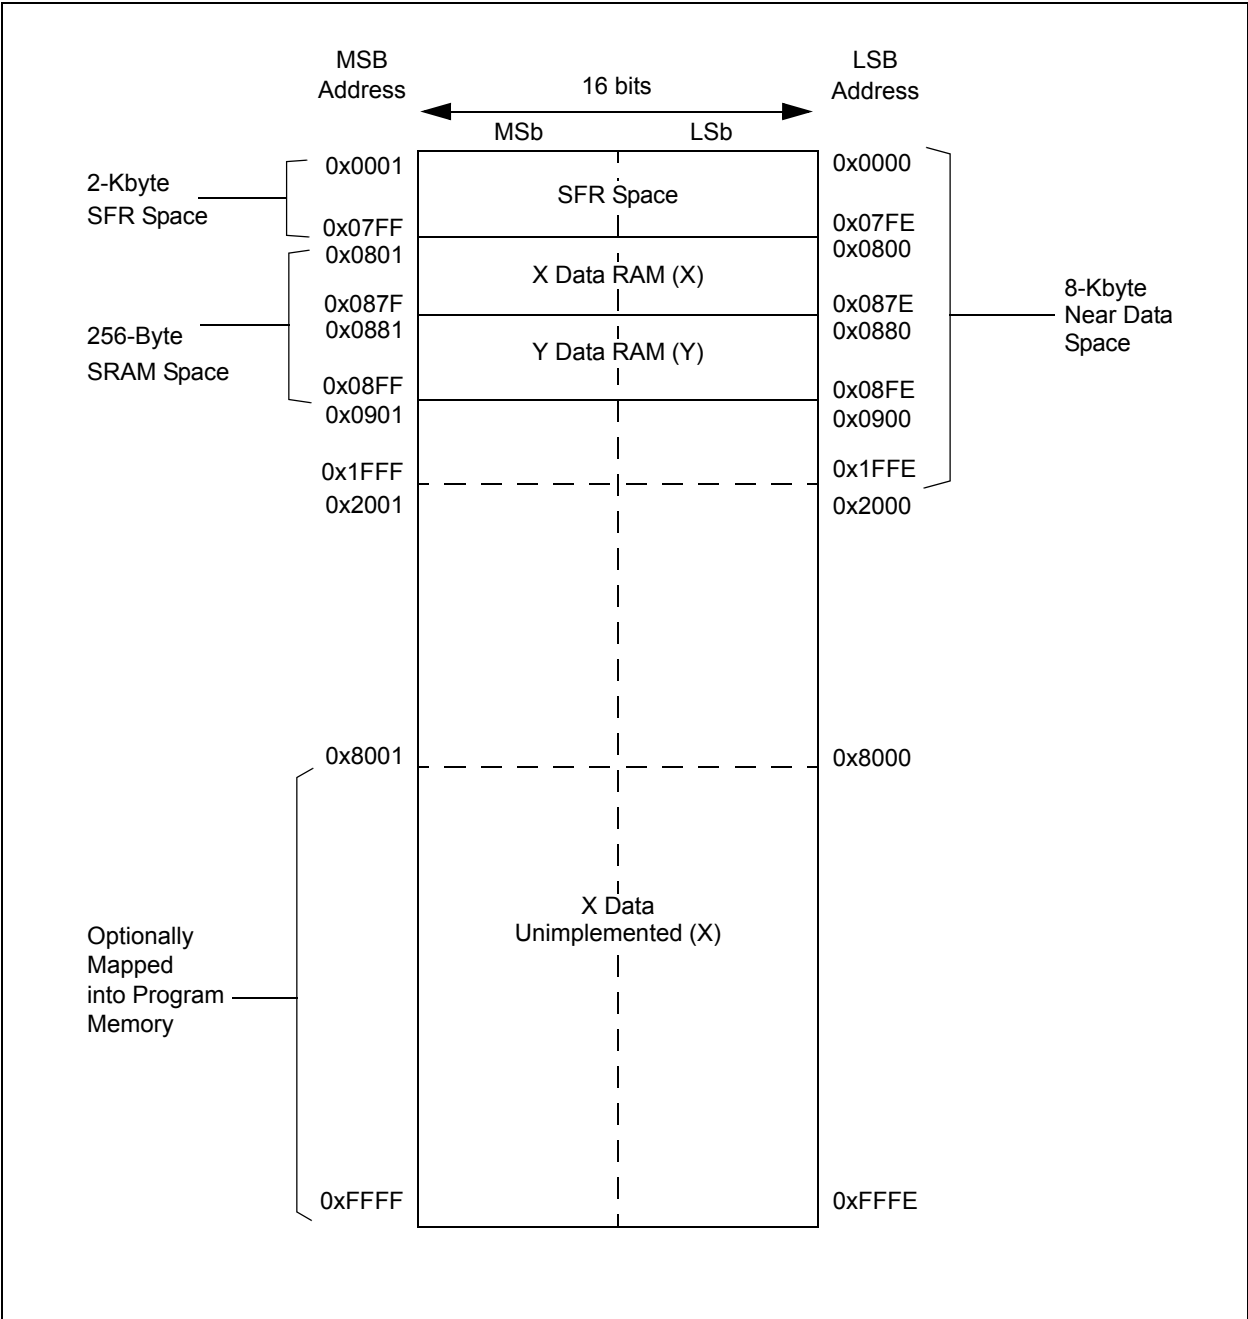 MSB
Address
16 bits
LSB
Address
MSb
LSb
0x0001
0x0000
2-Kbyte
SFR Space
SFR Space
0x07FF
0x07FE
0x0801
0x0800
X Data RAM (X)
256-Byte
SRAM Space
0x087F
0x087E
0x0881
0x0880
8-Kbyte
Near Data
Space
Y Data RAM (Y)
0x08FF
0x08FE
0x0901
0x0900
0x1FFF
0x1FFE
0x2001
0x2000
0x8001
0x8000
X Data
Unimplemented (X)
Optionally
Mapped
into Program
Memory
0xFFFF
0xFFFE